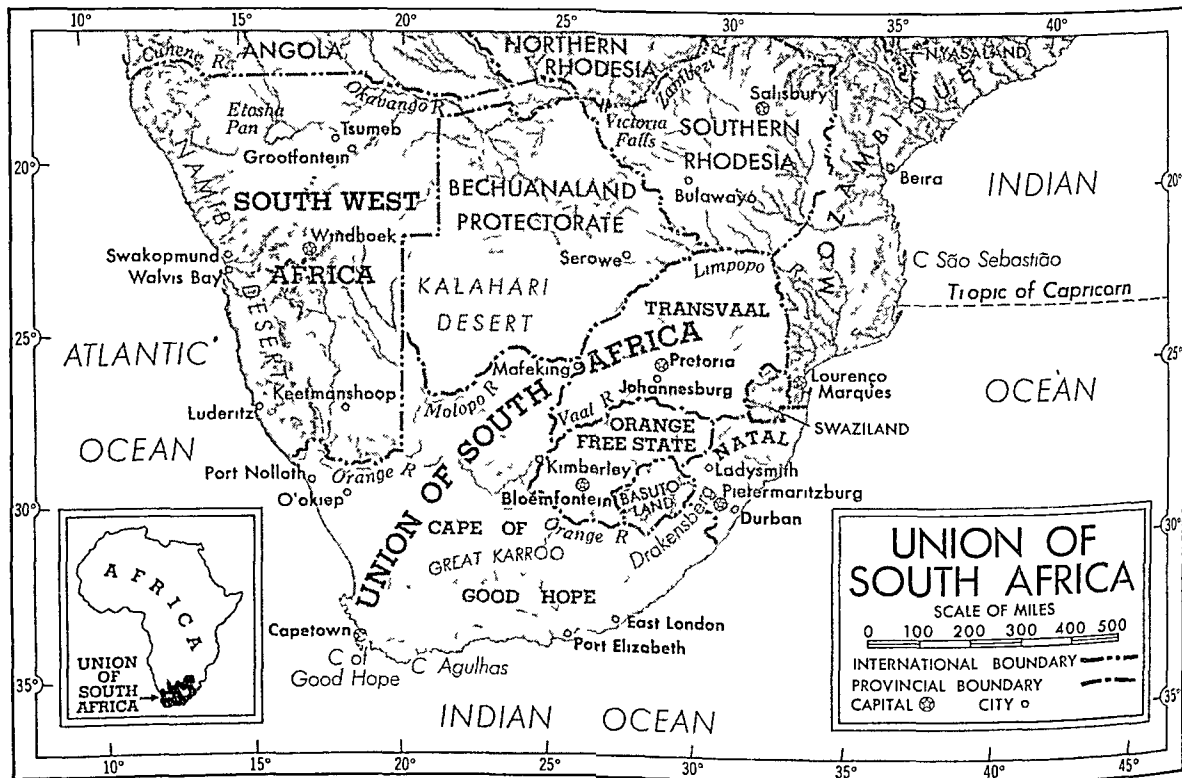 10° 15° 20° 25° 30° 35° 40°
Cunene R
ANGOLA
NORTHERN
RHODESIA
NYASALAND
Okavango R
Zambezi R
Etosha
Pan
Tsumeb
Grootfontein
Victoria
Falls
Salisbury
SOUTHERN
RHODESIA
MOZAMBIQUE
20°
20°
Beira
INDIAN
OCEAN
NAMIB
DESERT
SOUTH WEST
AFRICA
BECHUANALAND
PROTECTORATE
Bulawayo
Windhoek
Swakopmund
Walvis Bay
Serowe
Limpopo
C São Sebastião
Tropic of Capricorn
KALAHARI
DESERT
TRANSVAAL
25°
25°
ATLANTIC
OCEAN
UNION OF SOUTH AFRICA
Mafeking
Pretoria
Johannesburg
Lourenço
Marques
Keetmanshoop
Luderitz
Molopo R
Vaal R
SWAZILAND
ORANGE
FREE STATE
NATAL
Port Nolloth
Orange R
O'okiep
Kimberley
Ladysmith
Bloemfontein
BASUTO
LAND
Pietermaritzburg
Durban
Drakensberg
30°
30°
CAPE OF
GOOD HOPE
Orange R
GREAT KARROO
East London
Port Elizabeth
Capetown
C of
Good Hope
C Agulhas
35°
35°
INDIAN OCEAN
AFRICA
UNION
OF
SOUTH
AFRICA
UNION OF
SOUTH AFRICA
SCALE OF MILES
0 100 200 300 400 500
INTERNATIONAL BOUNDARY
PROVINCIAL BOUNDARY
CAPITAL CITY
10° 15° 20° 25° 30° 35° 40° 45°